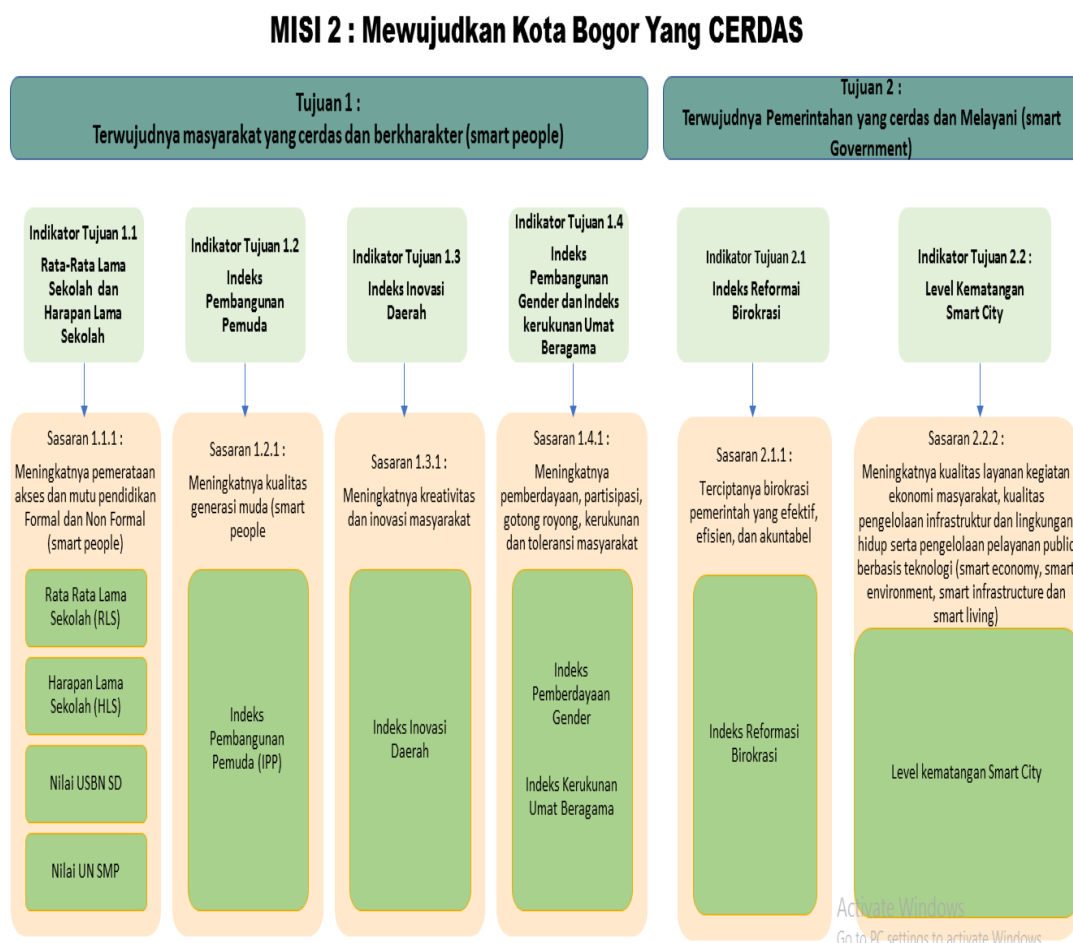 MISI 2 : Mewujudkan Kota Bogor Yang CERDAS
Tujuan 1 :
Terwujudnya masyarakat yang cerdas dan berkharakter (smart people)
Tujuan 2 :
Terwujudnya Pemerintahan yang cerdas dan Melayani (smart
Government)
Indikator Tujuan 1.1
Rata-Rata Lama
Sekolah dan
Harapan Lama
Sekolah
Indikator Tujuan 1.2
Indeks
Pembangunan
Pemuda
Indikator Tujuan 1.3
Indeks Inovasi
Daerah
Indikator Tujuan 1.4
Indeks
Pembangunan
Gender dan Indeks
kerukunan Umat
Beragama
Indikator Tujuan 2.1
Indeks Reformai
Birokrasi
Indikator Tujuan 2.2 :
Level Kematangan
Smart City
Sasaran 1.1.1 :
Meningkatnya pemerataan
akses dan mutu pendidikan
Formal dan Non Formal
(smart people)
Rata Rata Lama
Sekolah (RLS)
Harapan Lama
Sekolah (HLS)
Nilai USBN SD
Nilai UN SMP
Sasaran 1.2.1 :
Meningkatnya kualitas
generasi muda (smart
people
Indeks
Pembangunan
Pemuda (IPP)
Sasaran 1.3.1 :
Meningkatnya kreativitas
dan inovasi masyarakat
Indeks Inovasi
Daerah
Sasaran 1.4.1 :
Meningkatnya
pemberdayaan, partisipasi,
gotong royong, kerukunan
dan toleransi masyarakat
Indeks
Pemberdayaan
Gender
Indeks Kerukunan
Umat Beragama
Sasaran 2.1.1 :
Terciptanya birokrasi
pemerintah yang efektif,
efisien, dan akuntabel
Indeks Reformasi
Birokrasi
Sasaran 2.2.2 :
Meningkatnya kualitas layanan kegiatan
ekonomi masyarakat, kualitas
pengelolaan infrastruktur dan lingkungan
hidup serta pengelolaan pelayanan public
berbasis teknologi (smart economy, smart
environment, smart infrastructure dan
smart living)
Level kematangan Smart City
Activate Windows
Go to PC settings to activate Windows